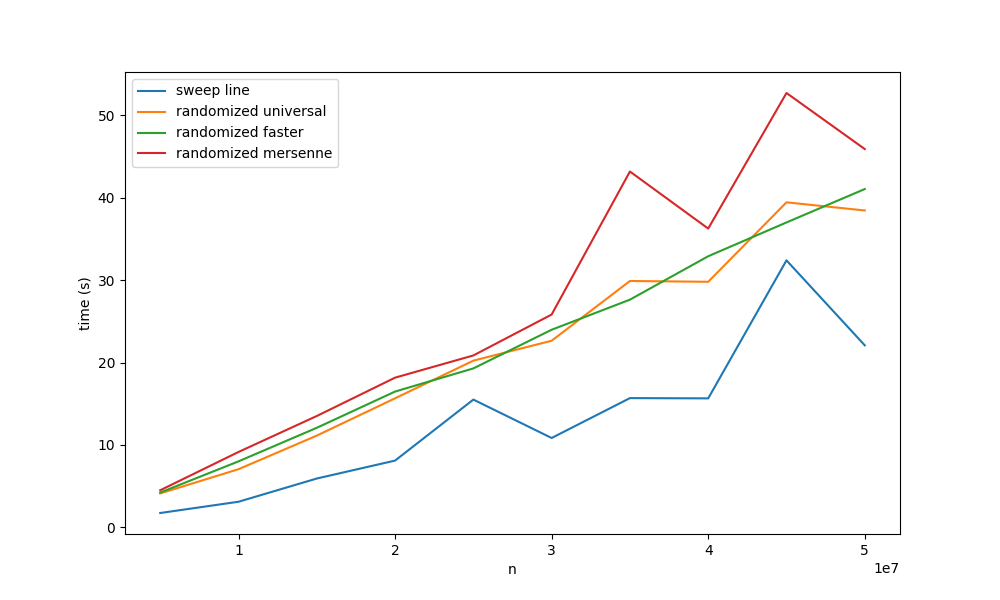 sweep line
randomized universal
randomized faster
randomized mersenne
50
40
30
20
10
0
time (s)
1
2
3
4
5
1e7
n